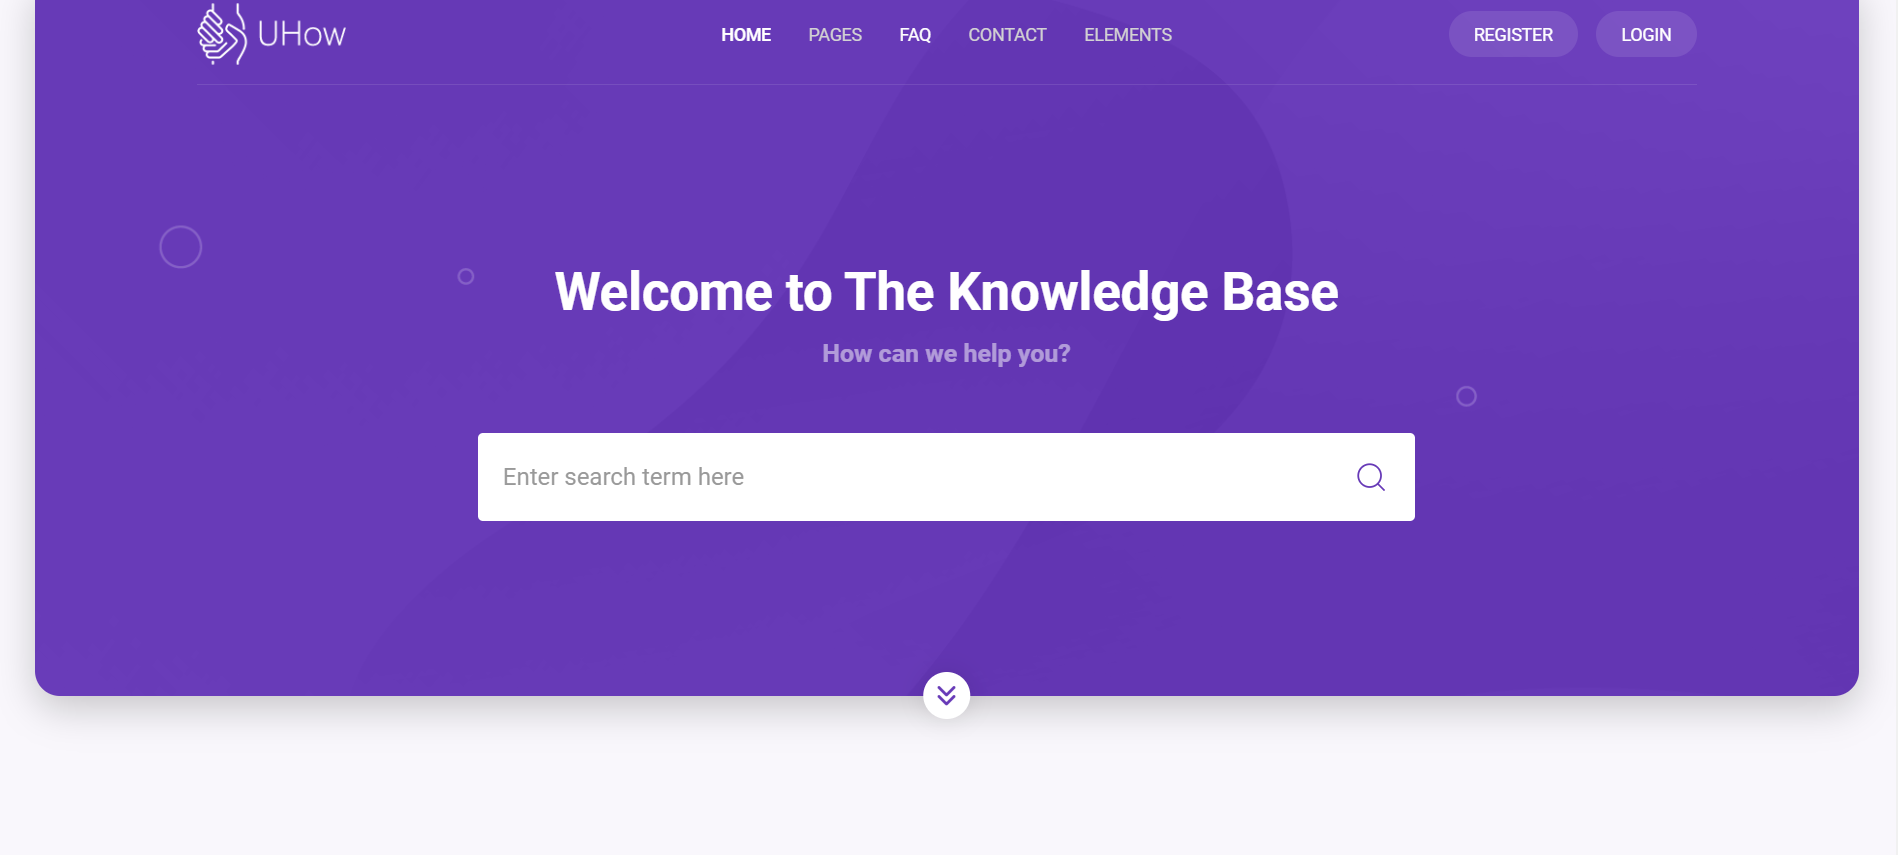 UHow
HOME PAGES FAQ CONTACT ELEMENTS
REGISTER LOGIN
Welcome to The Knowledge Base
How can we help you?
Enter search term here